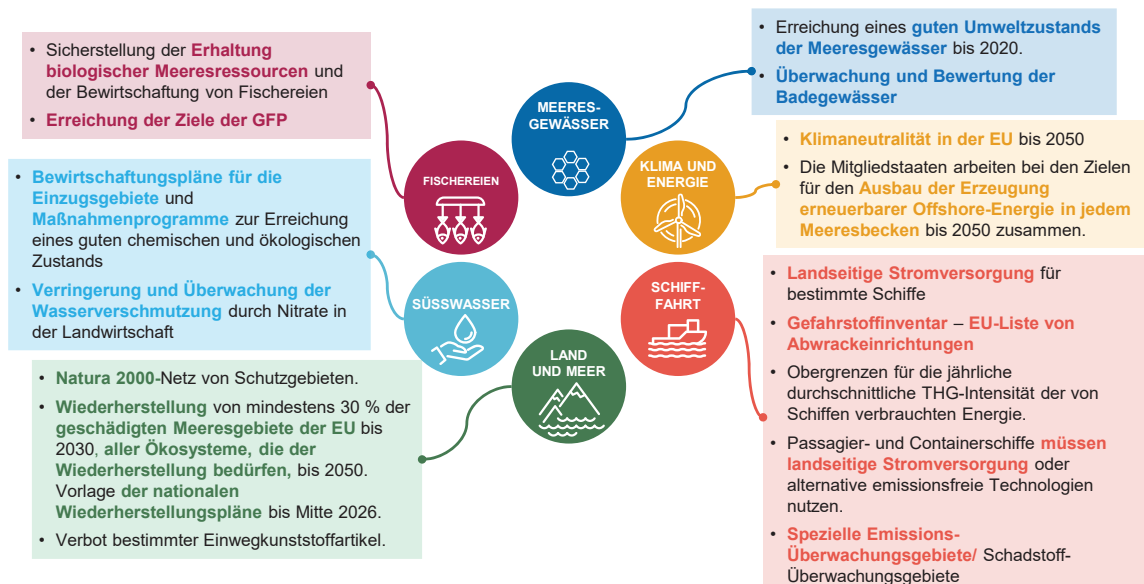 • Sicherstellung der Erhaltung
biologischer Meeresressourcen und
der Bewirtschaftung von Fischereien
• Erreichung der Ziele der GFP
• Bewirtschaftungspläne für die
Einzugsgebiete und
Maßnahmenprogramme zur Erreichung
eines guten chemischen und ökologischen
Zustands
• Verringerung und Überwachung der
Wasserverschmutzung durch Nitrate in
der Landwirtschaft
• Natura 2000-Netz von Schutzgebieten.
• Wiederherstellung von mindestens 30 % der
geschädigten Meeresgebiete der EU bis
2030, aller Ökosysteme, die der
Wiederherstellung bedürfen, bis 2050.
Vorlage der nationalen
Wiederherstellungspläne bis Mitte 2026.
• Verbot bestimmter Einwegkunststoffartikel.
MEERES-
GEWÄSSER
FISCHEREIEN
KLIMA UND
ENERGIE
SÜSSWASSER
SCHIFF-
FAHRT
LAND
UND MEER
• Erreichung eines guten Umweltzustands
der Meeresgewässer bis 2020.
• Überwachung und Bewertung der
Badegewässer
• Klimaneutralität in der EU bis 2050
• Die Mitgliedstaaten arbeiten bei den Zielen
für den Ausbau der Erzeugung
erneuerbarer Offshore-Energie in jedem
Meeresbecken bis 2050 zusammen.
• Landseitige Stromversorgung für
bestimmte Schiffe
• Gefahrstoffinventar – EU-Liste von
Abwrackeinrichtungen
• Obergrenzen für die jährliche
durchschnittliche THG-Intensität der von
Schiffen verbrauchten Energie.
• Passagier- und Containerschiffe müssen
landseitige Stromversorgung oder
alternative emissionsfreie Technologien
nutzen.
• Spezielle Emissions-
Überwachungsgebiete/ Schadstoff-
Überwachungsgebiete